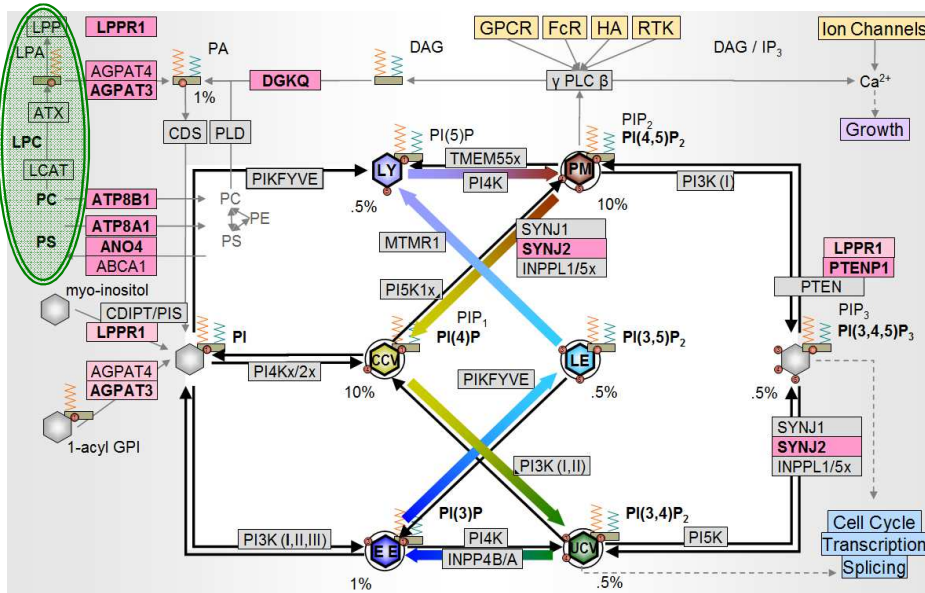 LPP
LPPR1
LPA
AGPAT4
AGPAT3
PA
1%
DGKQ
DAG
GPCR
FcR
HA
RTK
γ PLC β
DAG / IP3
Ion Channels
Ca2+
Growth
ATX
LPC
LCAT
CDS
PLD
PC
ATP8B1
PC
PE
PS
PS
ATP8A1
ANO4
ABCA1
PIKFYVE
PI(5)P
LY
.5%
TMEM55x
PI4K
PIP2
PI(4,5)P2
PM
10%
PI3K (I)
MTMR1
SYNJ1
SYNJ2
INPPL1/5x
LPPR1
PTENP1
PTEN
myo-inositol
CDIPT/PIS
LPPR1
PI
PI5K1x
PIP1
PI(4)P
CCV
10%
PI4Kx/2x
PI(3,5)P2
LE
.5%
PIKFYVE
PIP3
PI(3,4,5)P3
.5%
AGPAT4
AGPAT3
1-acyl GPI
SYNJ1
SYNJ2
INPPL1/5x
PI3K (I,II)
PI3K (I,II,III)
PI(3)P
E E
1%
PI4K
INPP4B/A
PI(3,4)P2
UCV
.5%
PI5K
Cell Cycle
Transcription
Splicing